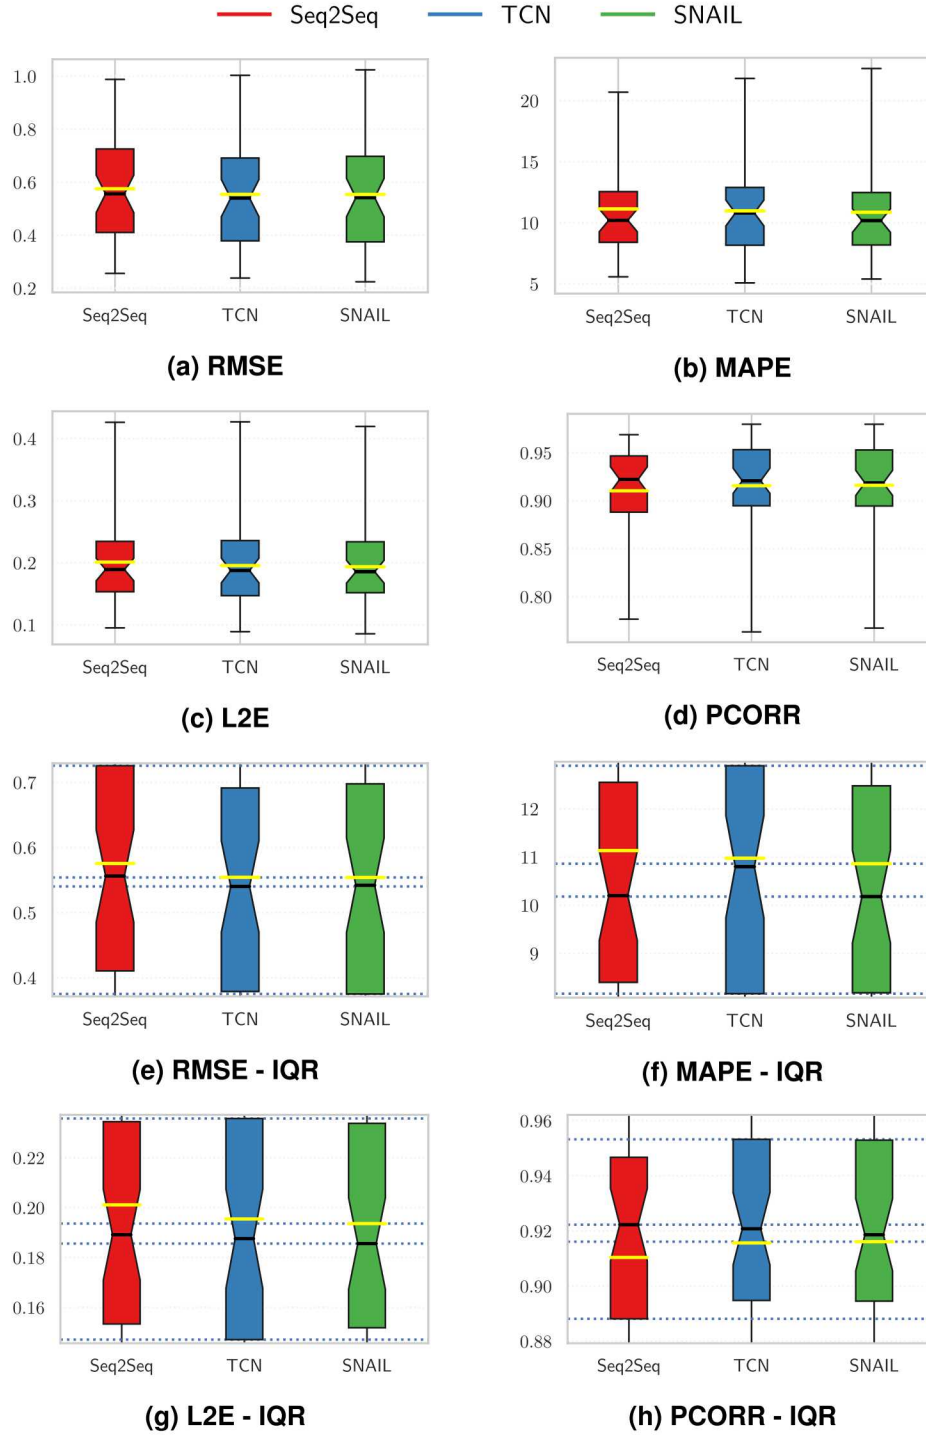 Seq2Seq TCN SNAIL
1.0
0.8
0.6
0.4
0.2
Seq2Seq TCN SNAIL
(a) RMSE
20
15
10
5
Seq2Seq TCN SNAIL
(b) MAPE
0.4
0.3
0.2
0.1
Seq2Seq TCN SNAIL
(c) L2E
0.95
0.90
0.85
0.80
Seq2Seq TCN SNAIL
(d) PCORR
0.7
0.6
0.5
0.4
Seq2Seq TCN SNAIL
(e) RMSE - IQR
12
11
10
9
Seq2Seq TCN SNAIL
(f) MAPE - IQR
0.22
0.20
0.18
0.16
Seq2Seq TCN SNAIL
(g) L2E - IQR
0.96
0.94
0.92
0.90
0.88
Seq2Seq TCN SNAIL
(h) PCORR - IQR